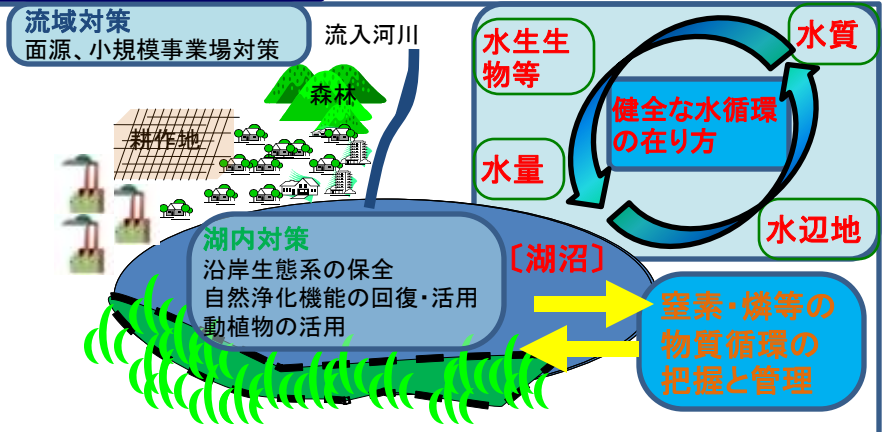 流域対策
面源、小規模事業場対策
流入河川
森林
耕作地
水生生
物等
水質
健全な水循環
の在り方
水量
水辺地
湖内対策
沿岸生態系の保全
自然浄化機能の回復・活用
動植物の活用
〔湖沼〕
窒素・燐等の
物質循環の
把握と管理